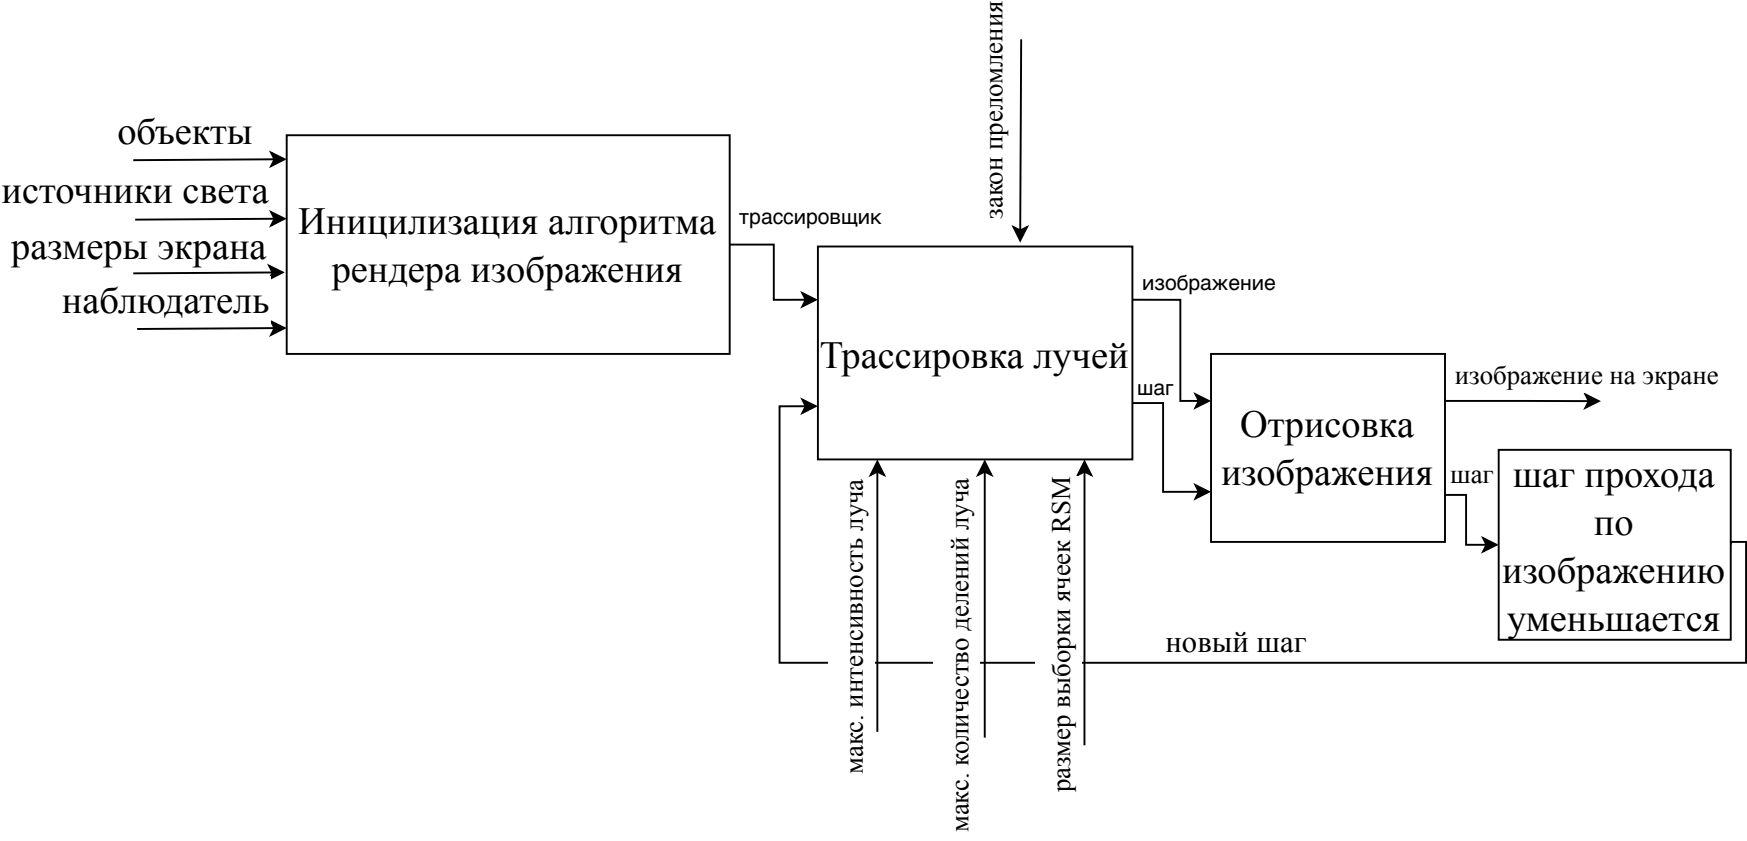 закон преломления
объекты
источники света
размеры экрана
наблюдатель
Иницилизация алгоритма
рендера изображения
трассировщик
Трассировка лучей
изображение
шаг
Отрисовка
изображения
изображение на экране
шаг
шаг прохода
по
изображению
уменьшается
новый шаг
макс. интенсивность луча
макс. количество делений луча
размер выборки ячеек RSM